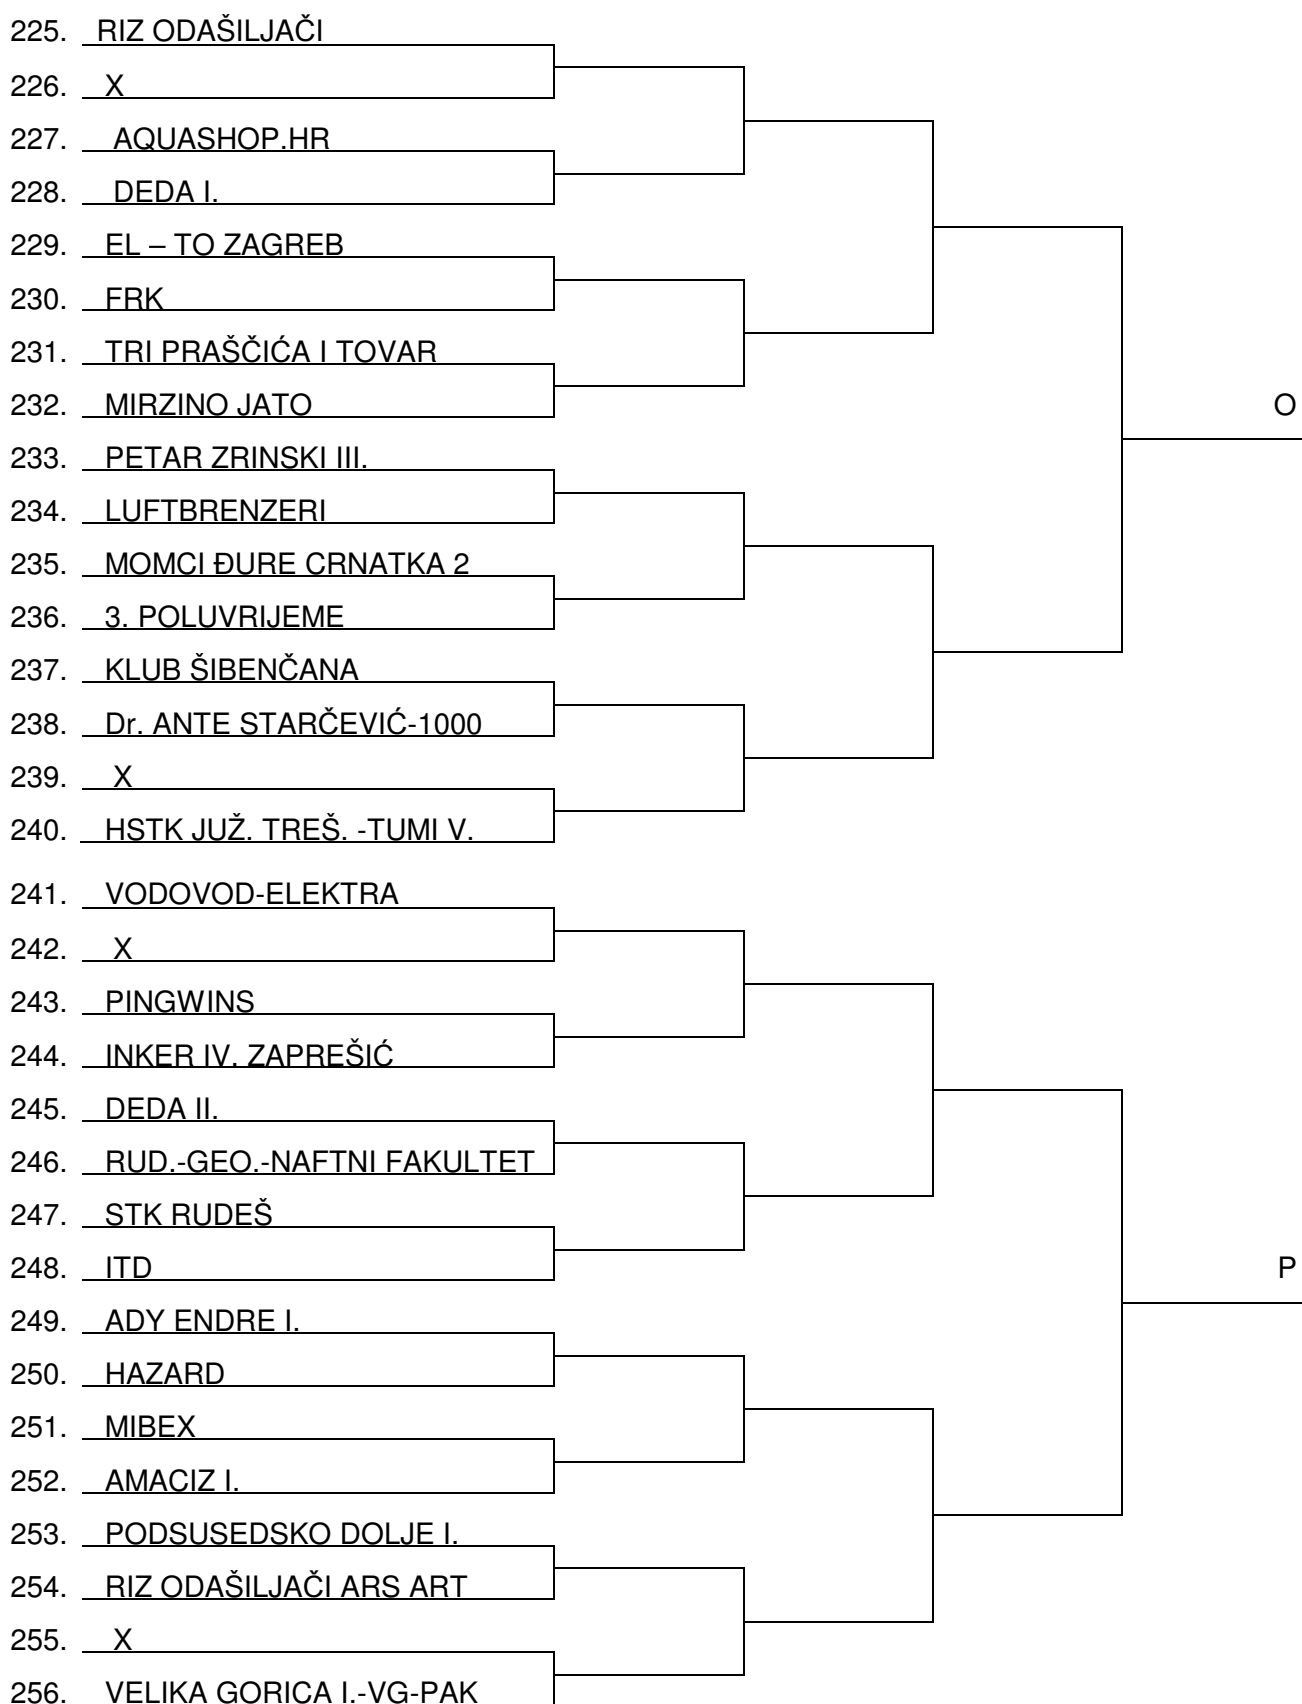 225. RIZ ODAŠILJAČI
226. X
227. AQUASHOP.HR
228. DEDA I.
229. EL – TO ZAGREB
230. FRK
231. TRI PRAŠČIĆA I TOVAR
232. MIRZINO JATO
O
233. PETAR ZRINSKI III.
234. LUFTBRENZERI
235. MOMCI ĐURE CRNATKA 2
236. 3. POLUVRIJEME
237. KLUB ŠIBENČANA
238. Dr. ANTE STARČEVIĆ-1000
239. X
240. HSTK JUŽ. TREŠ. -TUMI V.
241. VODOVOD-ELEKTRA
242. X
243. PINGWINS
244. INKER IV. ZAPREŠIĆ
245. DEDA II.
246. RUD.-GEO.-NAFTNI FAKULTET
247. STK RUDEŠ
248. ITD
P
249. ADY ENDRE I.
250. HAZARD
251. MIBEX
252. AMACIZ I.
253. PODSUSEDSKO DOLJE I.
254. RIZ ODAŠILJAČI ARS ART
255. X
256. VELIKA GORICA I.-VG-PAK